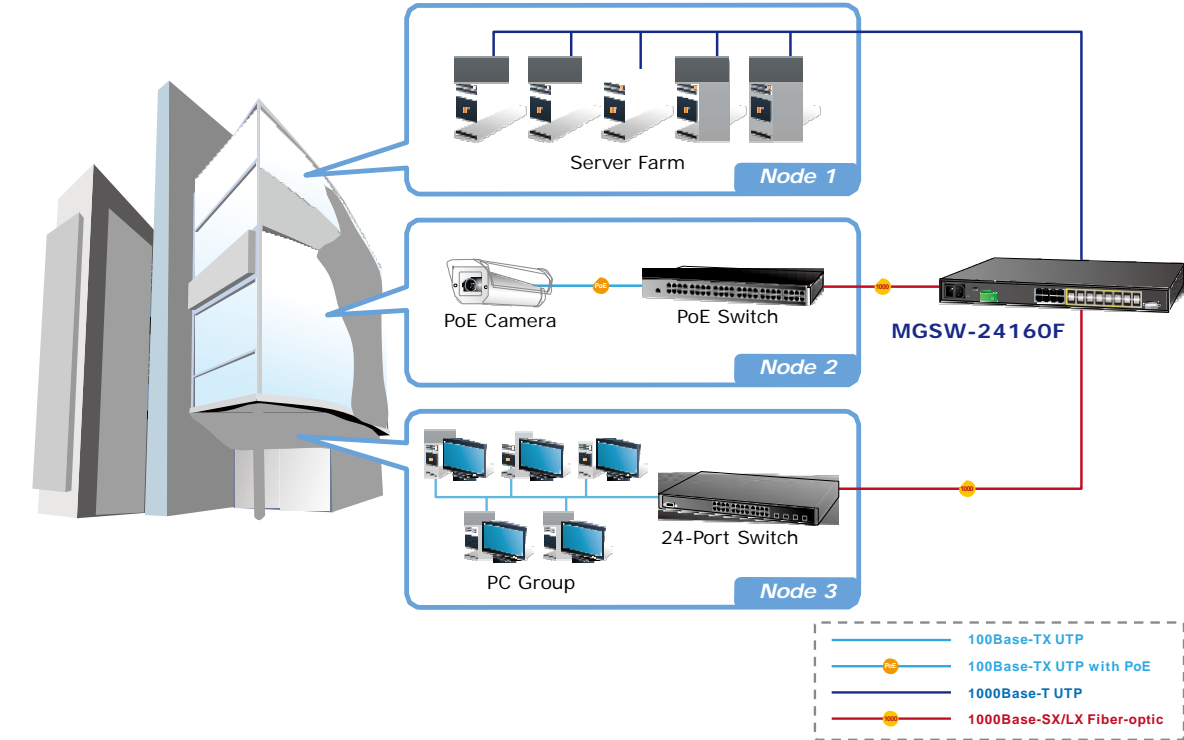 Server Farm
Node 1
PoE
1000
PoE Camera
PoE Switch
MGSW-24160F
Node 2
1000
24-Port Switch
PC Group
Node 3
100Base-TX UTP
PoE
100Base-TX UTP with PoE
1000Base-T UTP
1000
1000Base-SX/LX Fiber-optic